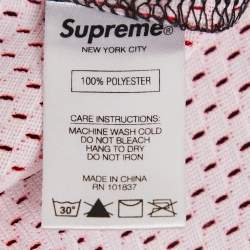 Supreme®
NEW YORK CITY
100% POLYESTER
CARE INSTRUCTIONS:
MACHINE WASH COLD
DO NOT BLEACH
HANG TO DRY
DO NOT IRON
MADE IN CHINA
RN 101837
30°